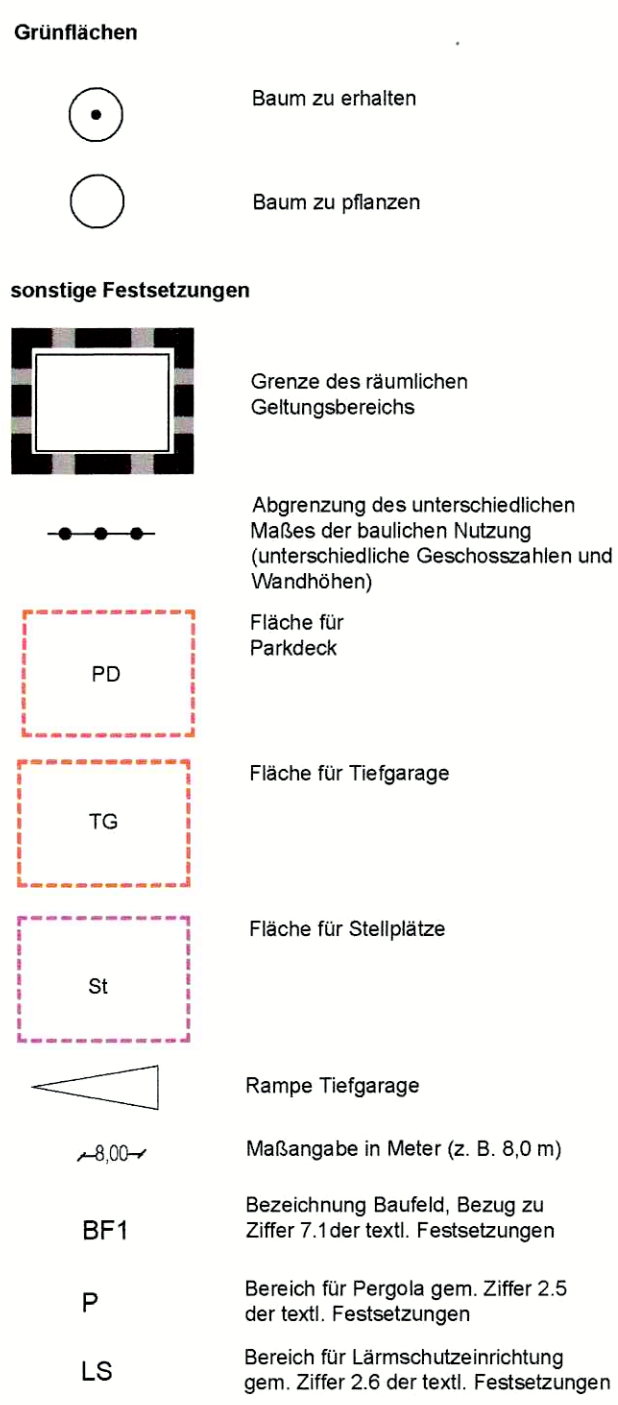 Grünflächen
Baum zu erhalten
Baum zu pflanzen
sonstige Festsetzungen
Grenze des räumlichen
Geltungsbereichs
Abgrenzung des unterschiedlichen
Maßes der baulichen Nutzung
(unterschiedliche Geschosszahlen und
Wandhöhen)
PD
Fläche für
Parkdeck
TG
Fläche für Tiefgarage
St
Fläche für Stellplätze
Rampe Tiefgarage
8,00
Maßangabe in Meter (z. B. 8,0 m)
BF1
Bezeichnung Baufeld, Bezug zu
Ziffer 7.1 der textl. Festsetzungen
P
Bereich für Pergola gem. Ziffer 2.5
der textl. Festsetzungen
LS
Bereich für Lärmschutzeinrichtung
gem. Ziffer 2.6 der textl. Festsetzungen